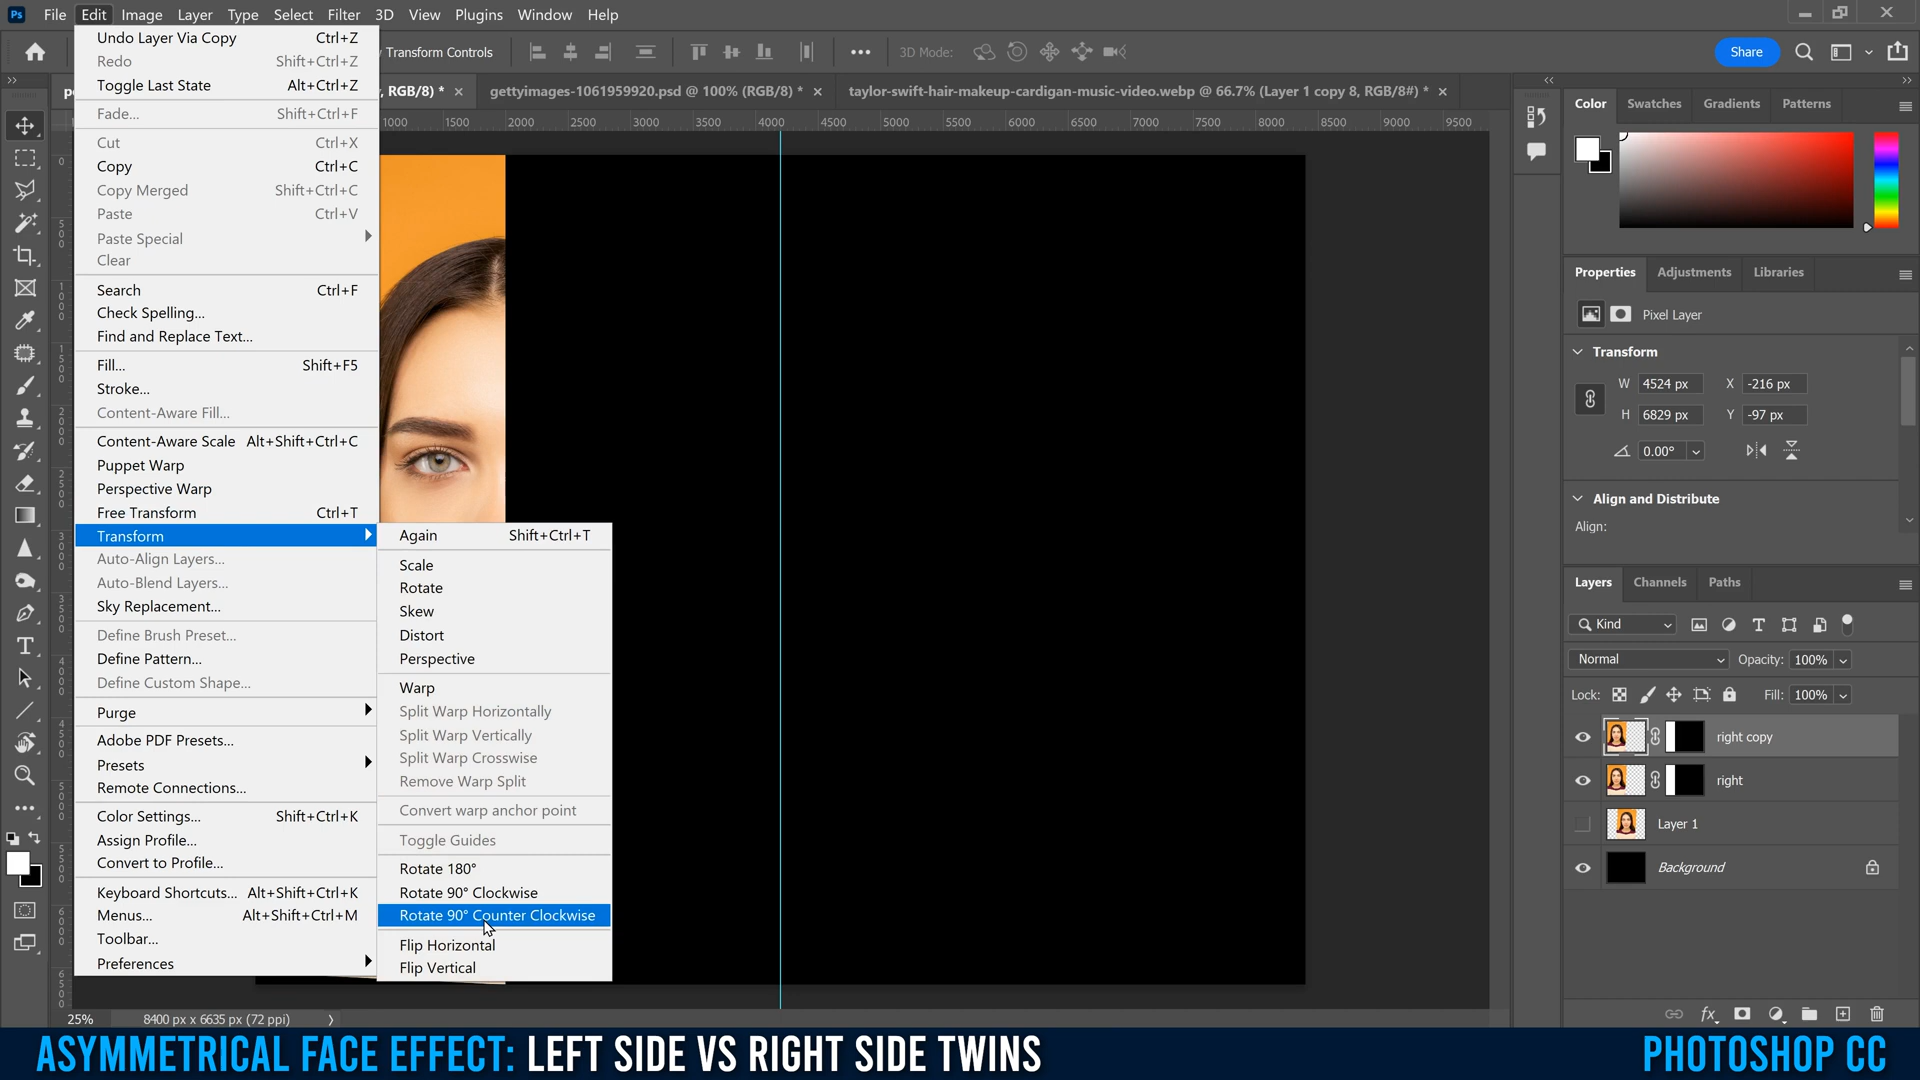 Ps File Edit Image Layer Type Select Filter 3D View Plugins Window Help
Transform Controls 3D Mode: Share
RGB/8) * × gettyimages-1061959920.psd @ 100% (RGB/8) * × taylor-swift-hair-makeup-cardigan-music-video.webp @ 66.7% (Layer 1 copy 8, RGB/8#) * ×
1000 1500 2000 2500 3000 3500 4000 4500 5000 5500 6000 6500 7000 7500 8000 8500 9000 9500
Undo Layer Via Copy Ctrl+Z
Redo Shift+Ctrl+Z
Toggle Last State Alt+Ctrl+Z
Fade... Shift+Ctrl+F
Cut Ctrl+X
Copy Ctrl+C
Copy Merged Shift+Ctrl+C
Paste Ctrl+V
Paste Special
Clear
Search Ctrl+F
Check Spelling...
Find and Replace Text...
Fill... Shift+F5
Stroke...
Content-Aware Fill...
Content-Aware Scale Alt+Shift+Ctrl+C
Puppet Warp
Perspective Warp
Free Transform Ctrl+T
Transform
Auto-Align Layers...
Auto-Blend Layers...
Sky Replacement...
Define Brush Preset...
Define Pattern...
Define Custom Shape...
Purge
Adobe PDF Presets...
Presets
Remote Connections...
Color Settings... Shift+Ctrl+K
Assign Profile...
Convert to Profile...
Keyboard Shortcuts... Alt+Shift+Ctrl+K
Menus... Alt+Shift+Ctrl+M
Toolbar...
Preferences
Again Shift+Ctrl+T
Scale
Rotate
Skew
Distort
Perspective
Warp
Split Warp Horizontally
Split Warp Vertically
Split Warp Crosswise
Remove Warp Split
Convert warp anchor point
Toggle Guides
Rotate 180°
Rotate 90° Clockwise
Rotate 90° Counter Clockwise
Flip Horizontal
Flip Vertical
Color Swatches Gradients Patterns
Properties Adjustments Libraries
Pixel Layer
Transform
W 4524 px X -216 px
H 6829 px Y -97 px
0.00°
Align and Distribute
Align:
Layers Channels Paths
Kind
Normal Opacity: 100%
Lock: Fill: 100%
right copy
right
Layer 1
Background
fx
25% 8400 px x 6635 px (72 ppi)
ASYMMETRICAL FACE EFFECT: LEFT SIDE VS RIGHT SIDE TWINS PHOTOSHOP CC